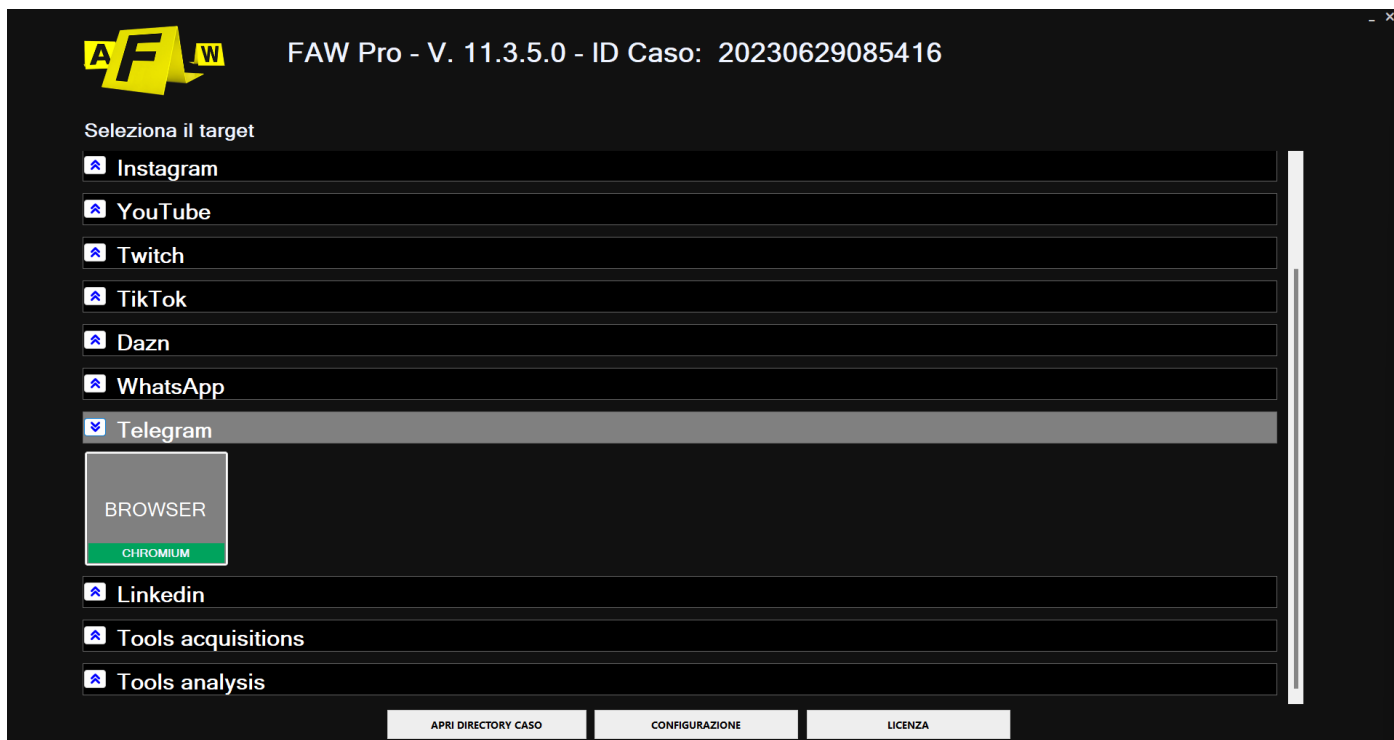 AFW
FAW Pro - V. 11.3.5.0 - ID Caso: 20230629085416
Seleziona il target
Instagram
YouTube
Twitch
TikTok
Dazn
WhatsApp
Telegram
BROWSER
CHROMIUM
Linkedin
Tools acquisitions
Tools analysis
APRI DIRECTORY CASO
CONFIGURAZIONE
LICENZA